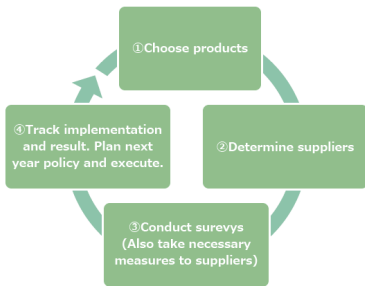 ①Choose products
②Determine suppliers
③Conduct surevys
(Also take necessary
measures to suppliers)
④Track implementation
and result. Plan next
year policy and execute.